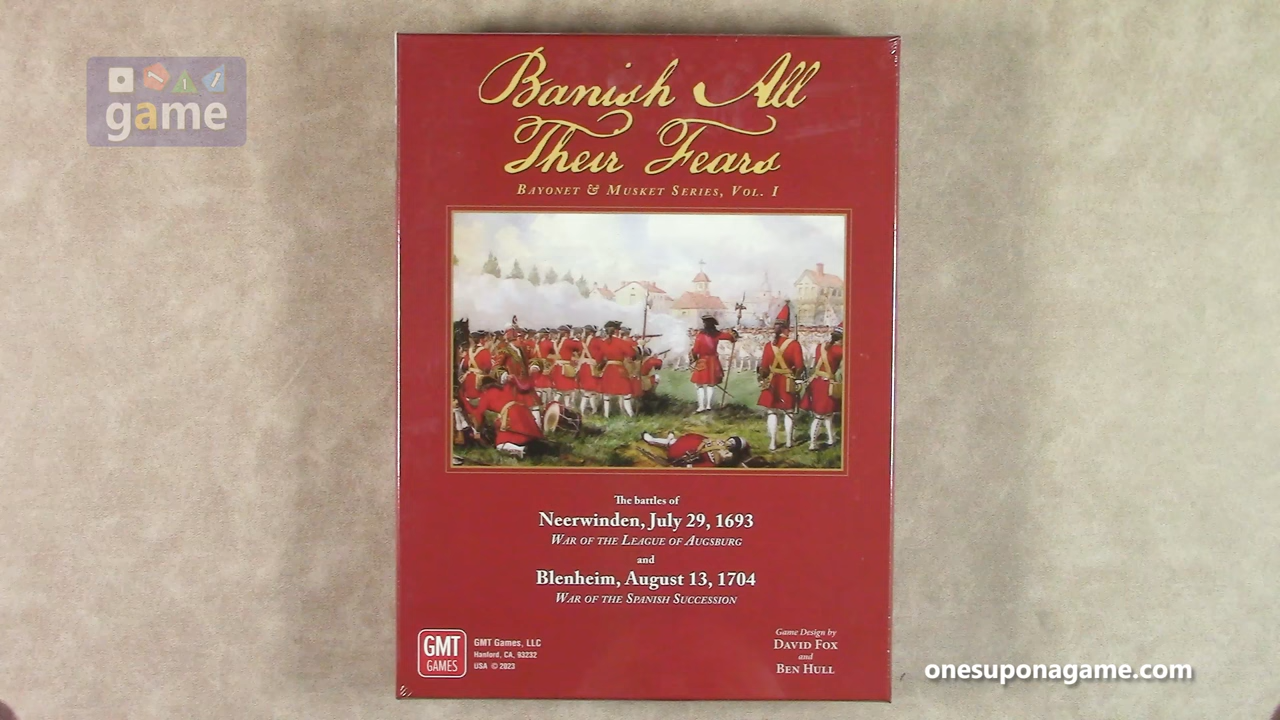 game
Banish All
Their Fears
Bayonet & Musket Series, Vol. I
The battles of
Neerwinden, July 29, 1693
War of the League of Augsburg
and
Blenheim, August 13, 1704
War of the Spanish Succession
GMT
GAMES
GMT Games, LLC
Hanford, CA, 93232
USA © 2023
Game Design by
David Fox
and
Ben Hull
onesuponagame.com